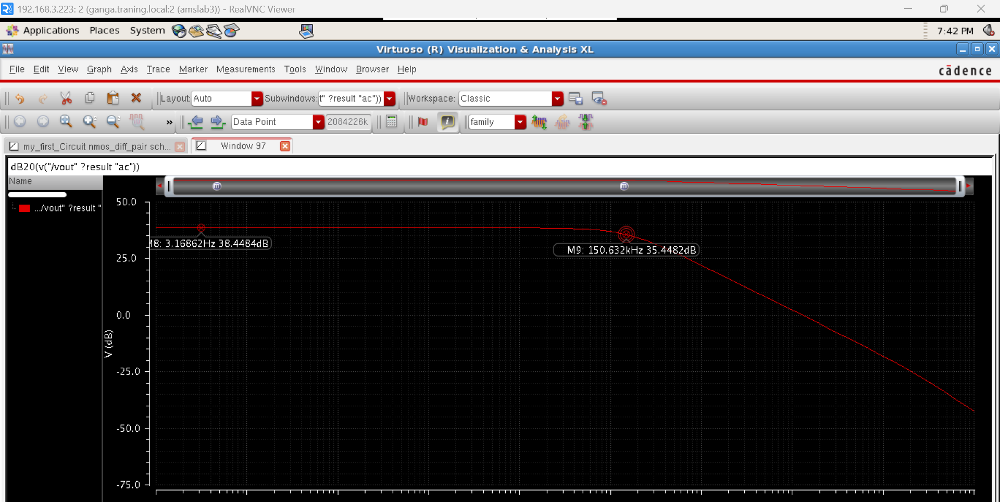 192.168.3.223: 2 (ganga.traning.local:2 (amslab3)) - RealVNC Viewer
Applications Places System 7:42 PM
Virtuoso (R) Visualization & Analysis XL
File Edit View Graph Axis Trace Marker Measurements Tools Window Browser Help
cādence
Layout: Auto Subwindows: t" ?result "ac")) Workspace: Classic
» Data Point 2084226k family
my_first_Circuit nmos_diff_pair sch... Window 97
dB20(v("/vout" ?result "ac"))
Name
.../vout" ?result "
50.0
25.0
0.0
-25.0
-50.0
-75.0
V (dB)
M8: 3.16862Hz 38.4484dB
M9: 150.632kHz 35.4482dB